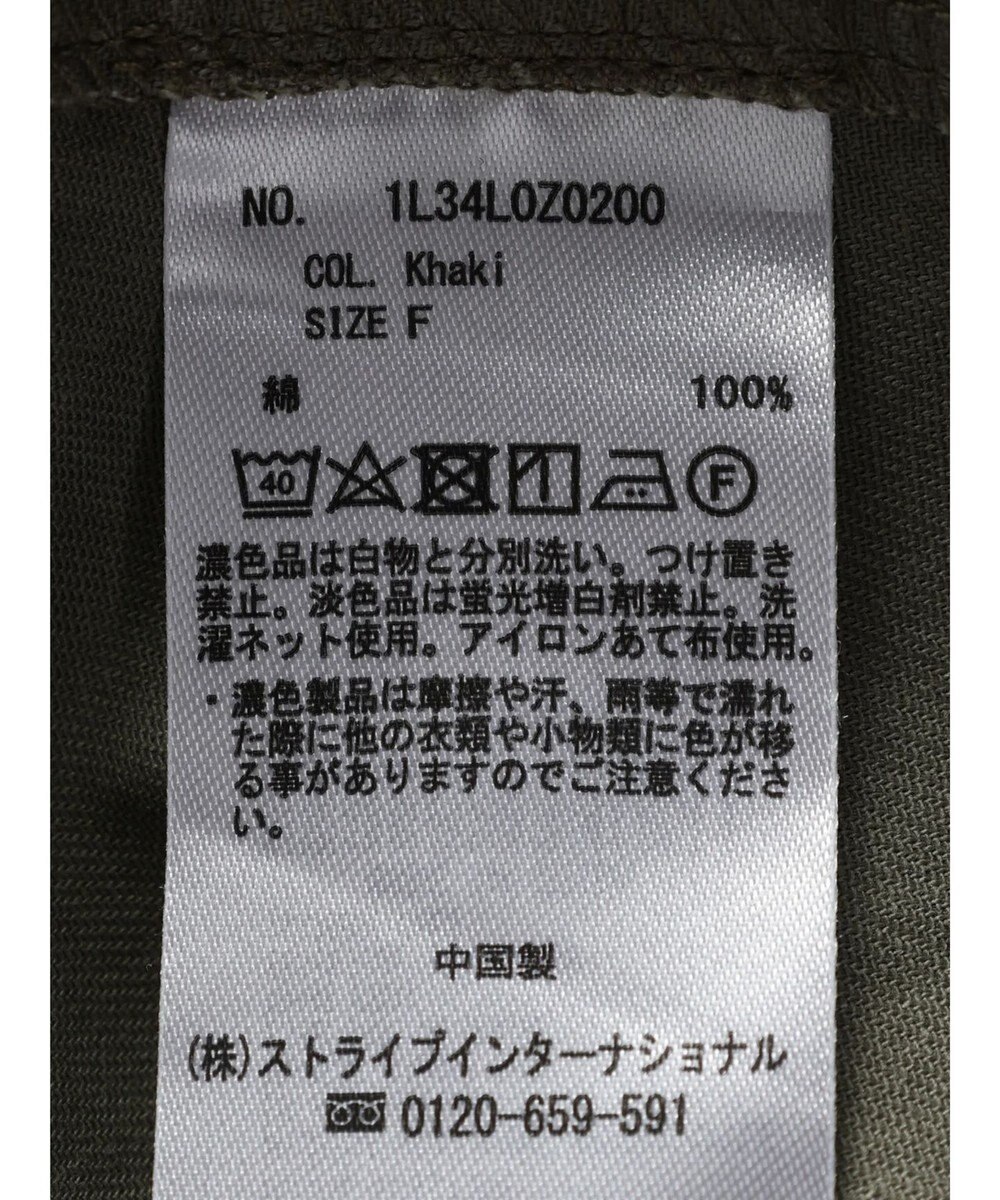 NO. 1L34L0Z0200
COL. Khaki
SIZE F
綿 100%
40 F
濃色品は白物と分別洗い。つけ置き
禁止。淡色品は蛍光増白剤禁止。洗
濯ネット使用。アイロンあて布使用。
・濃色製品は摩擦や汗、雨等で濡れ
た際に他の衣類や小物類に色が移
る事がありますのでご注意くださ
い。
中国製
(株)ストライプインターナショナル
0120-659-591